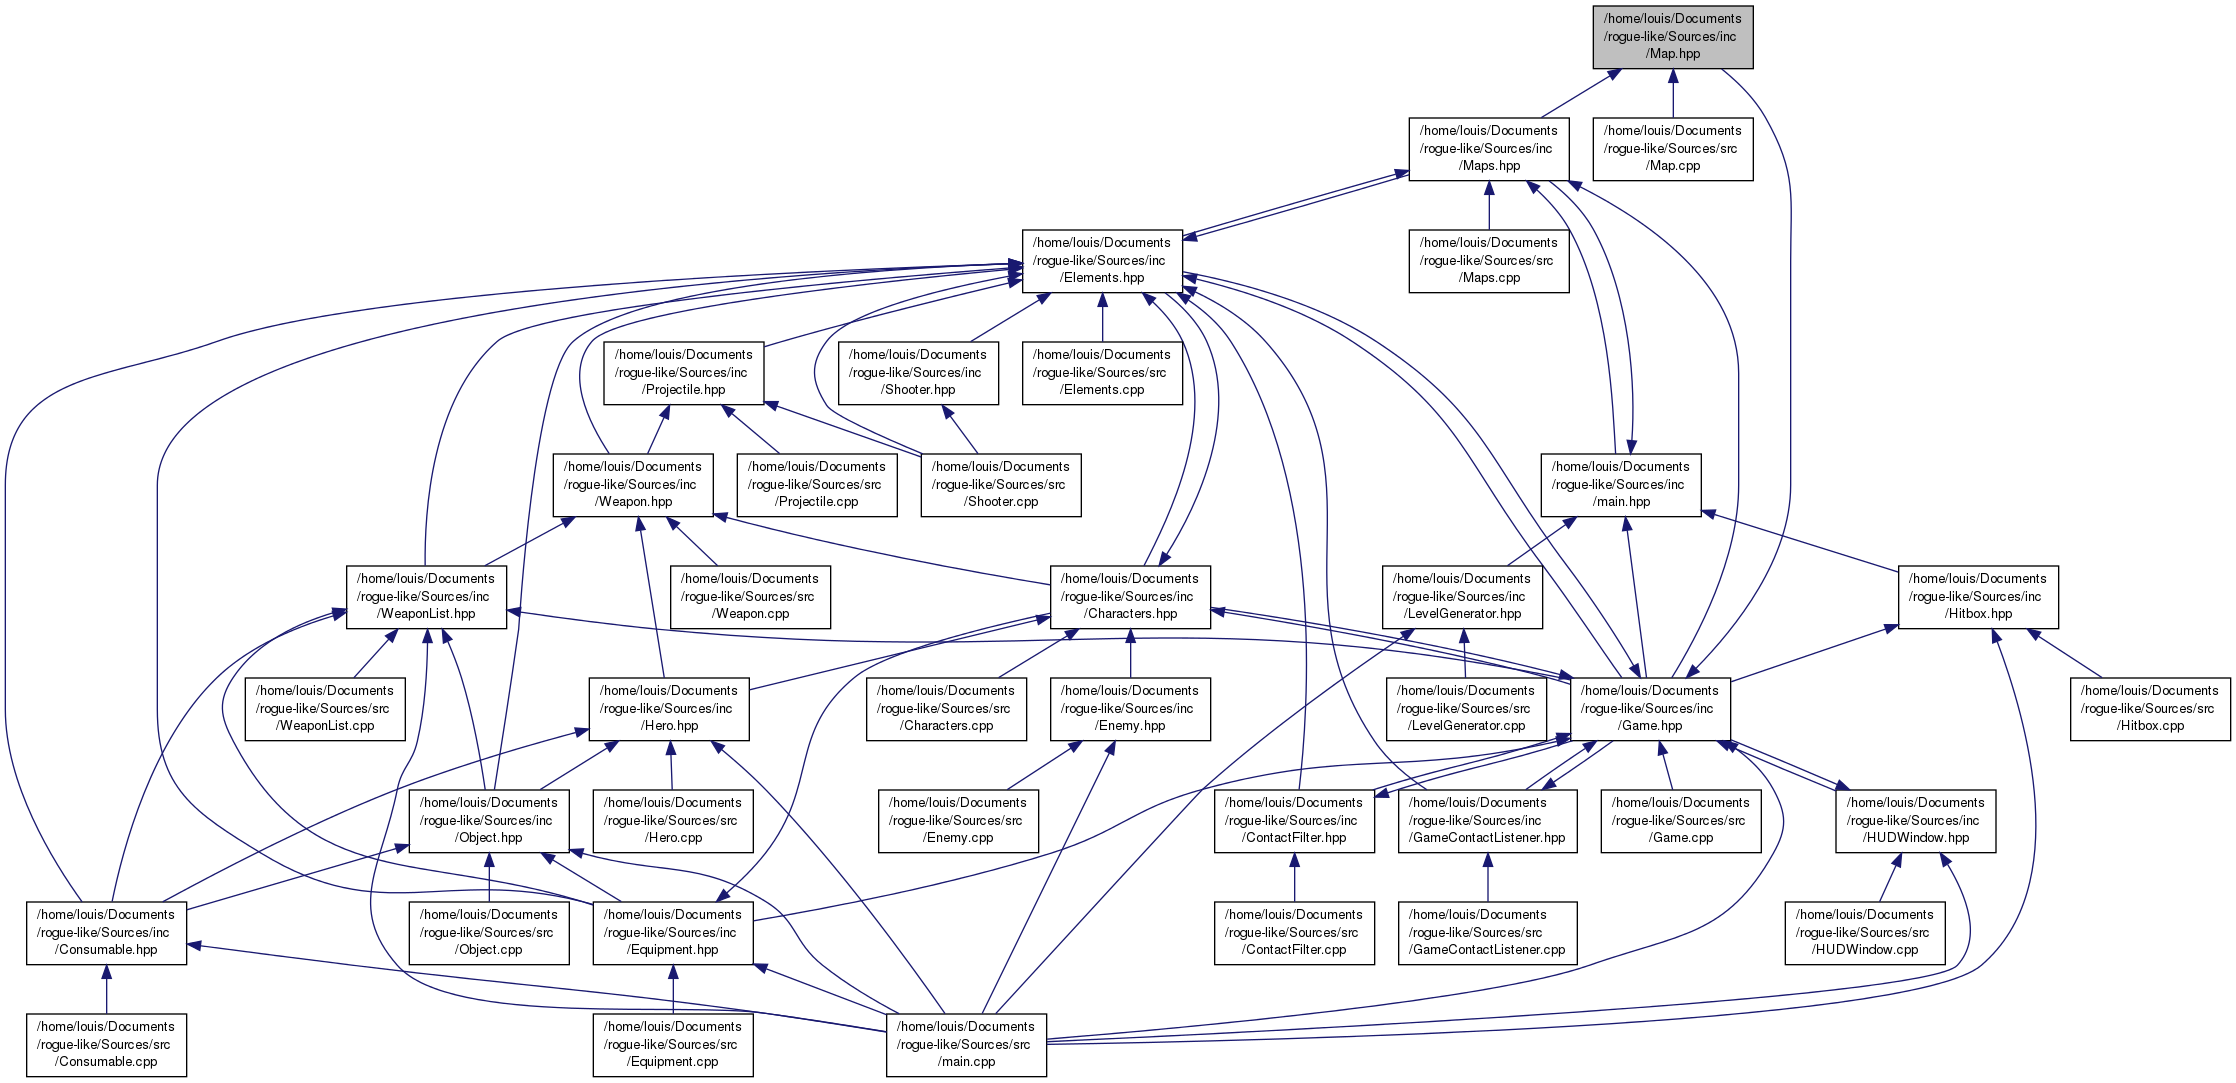 /home/louis/Documents
/rogue-like/Sources/inc
/Map.hpp
/home/louis/Documents
/rogue-like/Sources/inc
/Maps.hpp
/home/louis/Documents
/rogue-like/Sources/src
/Map.cpp
/home/louis/Documents
/rogue-like/Sources/inc
/Elements.hpp
/home/louis/Documents
/rogue-like/Sources/src
/Maps.cpp
/home/louis/Documents
/rogue-like/Sources/inc
/Projectile.hpp
/home/louis/Documents
/rogue-like/Sources/inc
/Shooter.hpp
/home/louis/Documents
/rogue-like/Sources/src
/Elements.cpp
/home/louis/Documents
/rogue-like/Sources/inc
/Weapon.hpp
/home/louis/Documents
/rogue-like/Sources/src
/Projectile.cpp
/home/louis/Documents
/rogue-like/Sources/src
/Shooter.cpp
/home/louis/Documents
/rogue-like/Sources/inc
/main.hpp
/home/louis/Documents
/rogue-like/Sources/inc
/WeaponList.hpp
/home/louis/Documents
/rogue-like/Sources/src
/Weapon.cpp
/home/louis/Documents
/rogue-like/Sources/inc
/Characters.hpp
/home/louis/Documents
/rogue-like/Sources/inc
/LevelGenerator.hpp
/home/louis/Documents
/rogue-like/Sources/inc
/Hitbox.hpp
/home/louis/Documents
/rogue-like/Sources/src
/WeaponList.cpp
/home/louis/Documents
/rogue-like/Sources/inc
/Hero.hpp
/home/louis/Documents
/rogue-like/Sources/src
/Characters.cpp
/home/louis/Documents
/rogue-like/Sources/inc
/Enemy.hpp
/home/louis/Documents
/rogue-like/Sources/src
/LevelGenerator.cpp
/home/louis/Documents
/rogue-like/Sources/inc
/Game.hpp
/home/louis/Documents
/rogue-like/Sources/src
/Hitbox.cpp
/home/louis/Documents
/rogue-like/Sources/inc
/Object.hpp
/home/louis/Documents
/rogue-like/Sources/src
/Hero.cpp
/home/louis/Documents
/rogue-like/Sources/src
/Enemy.cpp
/home/louis/Documents
/rogue-like/Sources/inc
/ContactFilter.hpp
/home/louis/Documents
/rogue-like/Sources/inc
/GameContactListener.hpp
/home/louis/Documents
/rogue-like/Sources/src
/Game.cpp
/home/louis/Documents
/rogue-like/Sources/inc
/HUDWindow.hpp
/home/louis/Documents
/rogue-like/Sources/inc
/Consumable.hpp
/home/louis/Documents
/rogue-like/Sources/src
/Object.cpp
/home/louis/Documents
/rogue-like/Sources/inc
/Equipment.hpp
/home/louis/Documents
/rogue-like/Sources/src
/ContactFilter.cpp
/home/louis/Documents
/rogue-like/Sources/src
/GameContactListener.cpp
/home/louis/Documents
/rogue-like/Sources/src
/HUDWindow.cpp
/home/louis/Documents
/rogue-like/Sources/src
/Consumable.cpp
/home/louis/Documents
/rogue-like/Sources/src
/Equipment.cpp
/home/louis/Documents
/rogue-like/Sources/src
/main.cpp